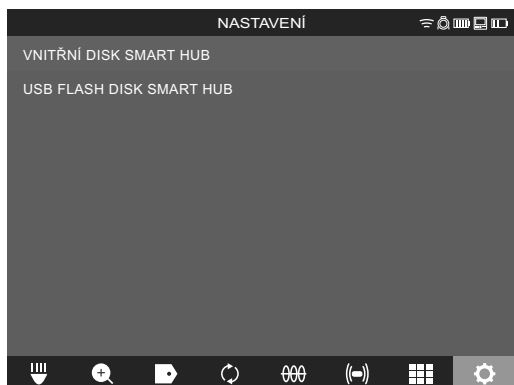 NASTAVENÍ
VNITŘNÍ DISK SMART HUB
USB FLASH DISK SMART HUB